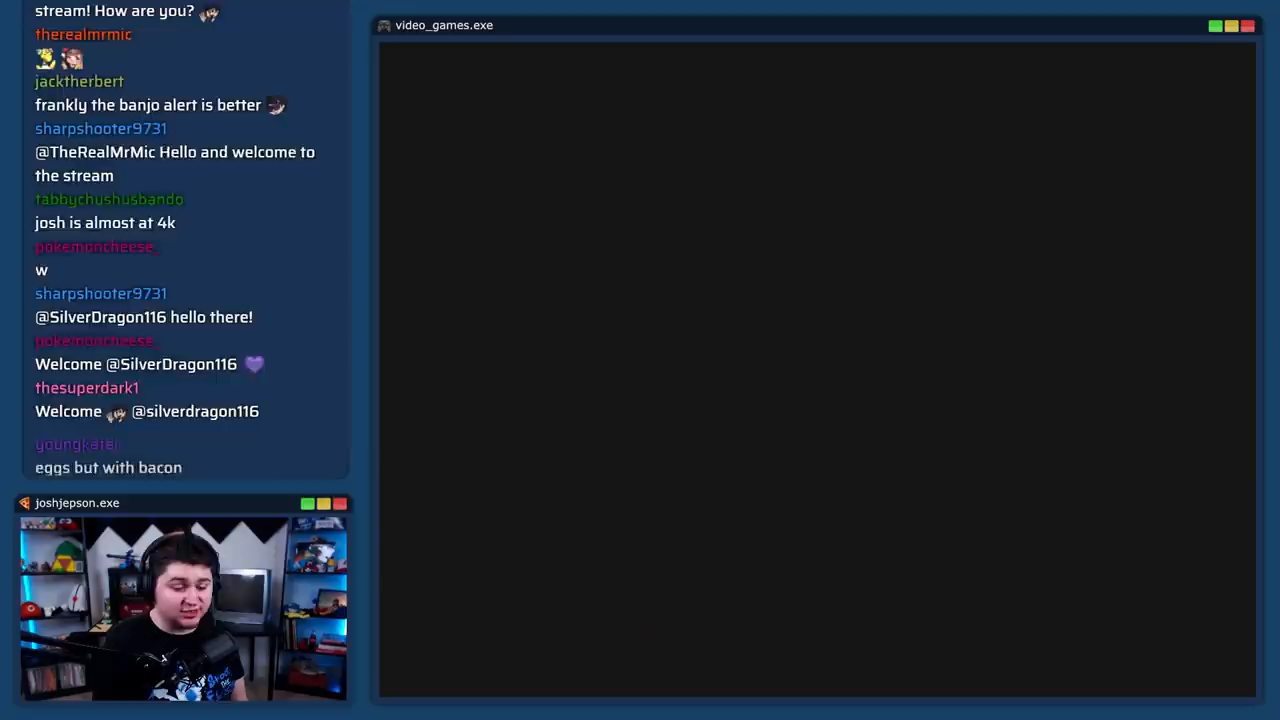 stream! How are you?
therealmrmic
jacktherbert
frankly the banjo alert is better
sharpshooter9731
@TheRealMrMic Hello and welcome to
the stream
tabbychushusbando
josh is almost at 4k
pokemoncheese_
w
sharpshooter9731
@SilverDragon116 hello there!
pokemoncheese_
Welcome @SilverDragon116
thesuperdark1
Welcome @silverdragon116
eggs but with bacon
joshjepson.exe
video_games.exe